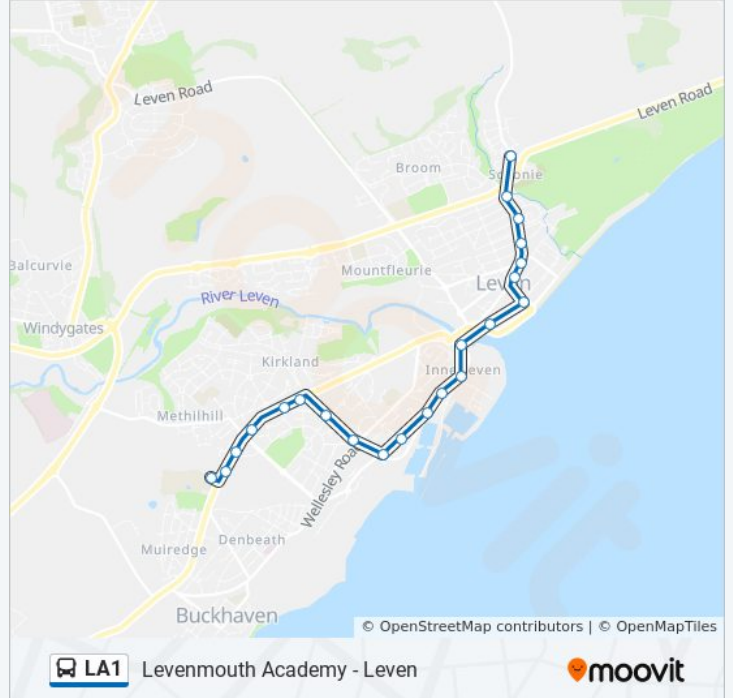 Leven Road
Leven Road
Broom
Scoonie
Balcurvie
Mountfleurie
Leven
River Leven
Windygates
Kirkland
Innerleven
Methilhill
Wellesley Road
Muiredge
Denbeath
Buckhaven
© OpenStreetMap contributors | © OpenMapTiles
LA1
Levenmouth Academy - Leven
moovit